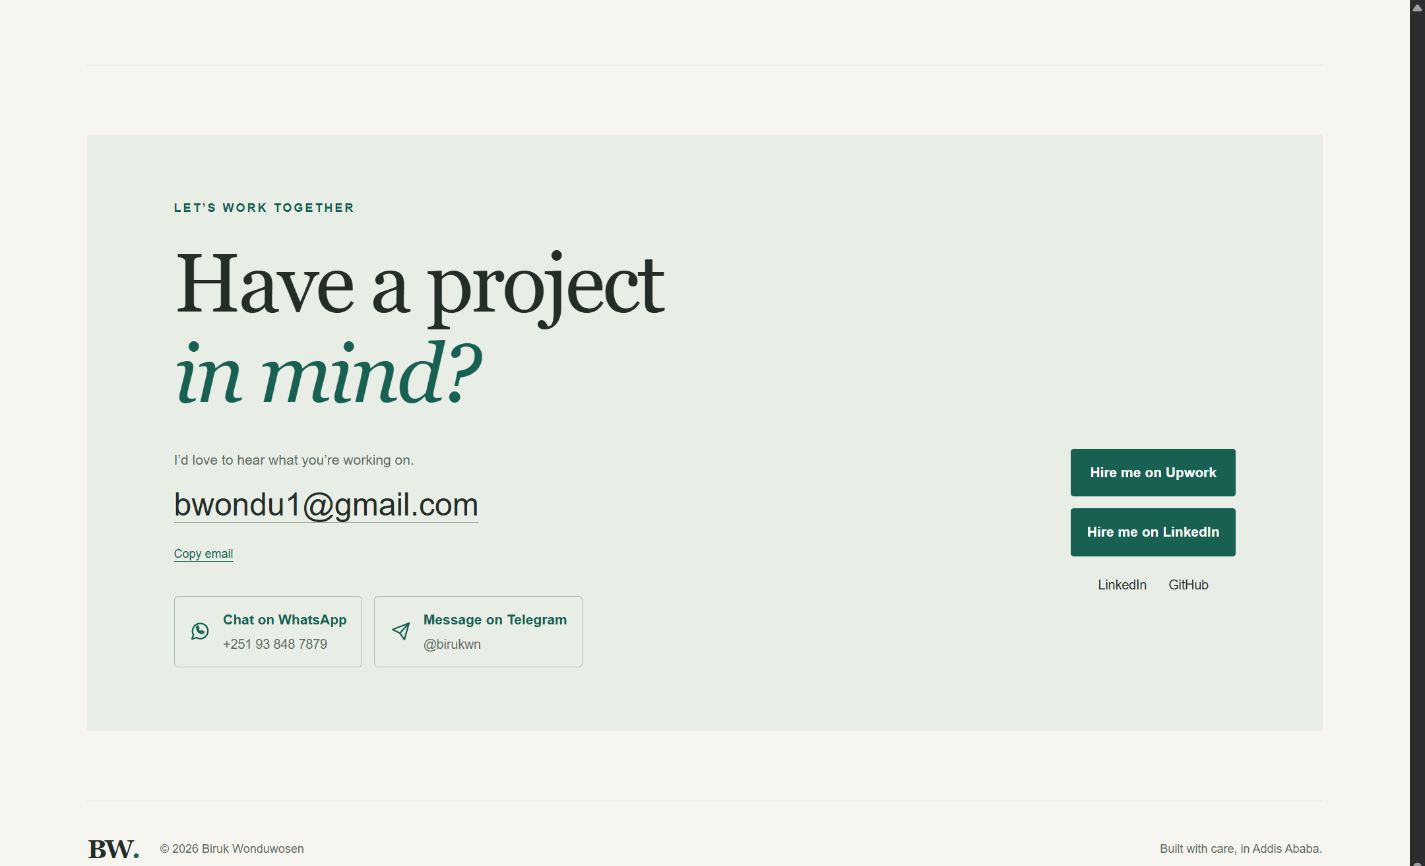 LET’S WORK TOGETHER
Have a project
in mind?
I’d love to hear what you’re working on.
bwondu1@gmail.com
Copy email
Chat on WhatsApp
+251 93 848 7879
Message on Telegram
@birukwn
Hire me on Upwork
Hire me on LinkedIn
LinkedIn GitHub
BW. © 2026 Biruk Wonduwosen
Built with care, in Addis Ababa.